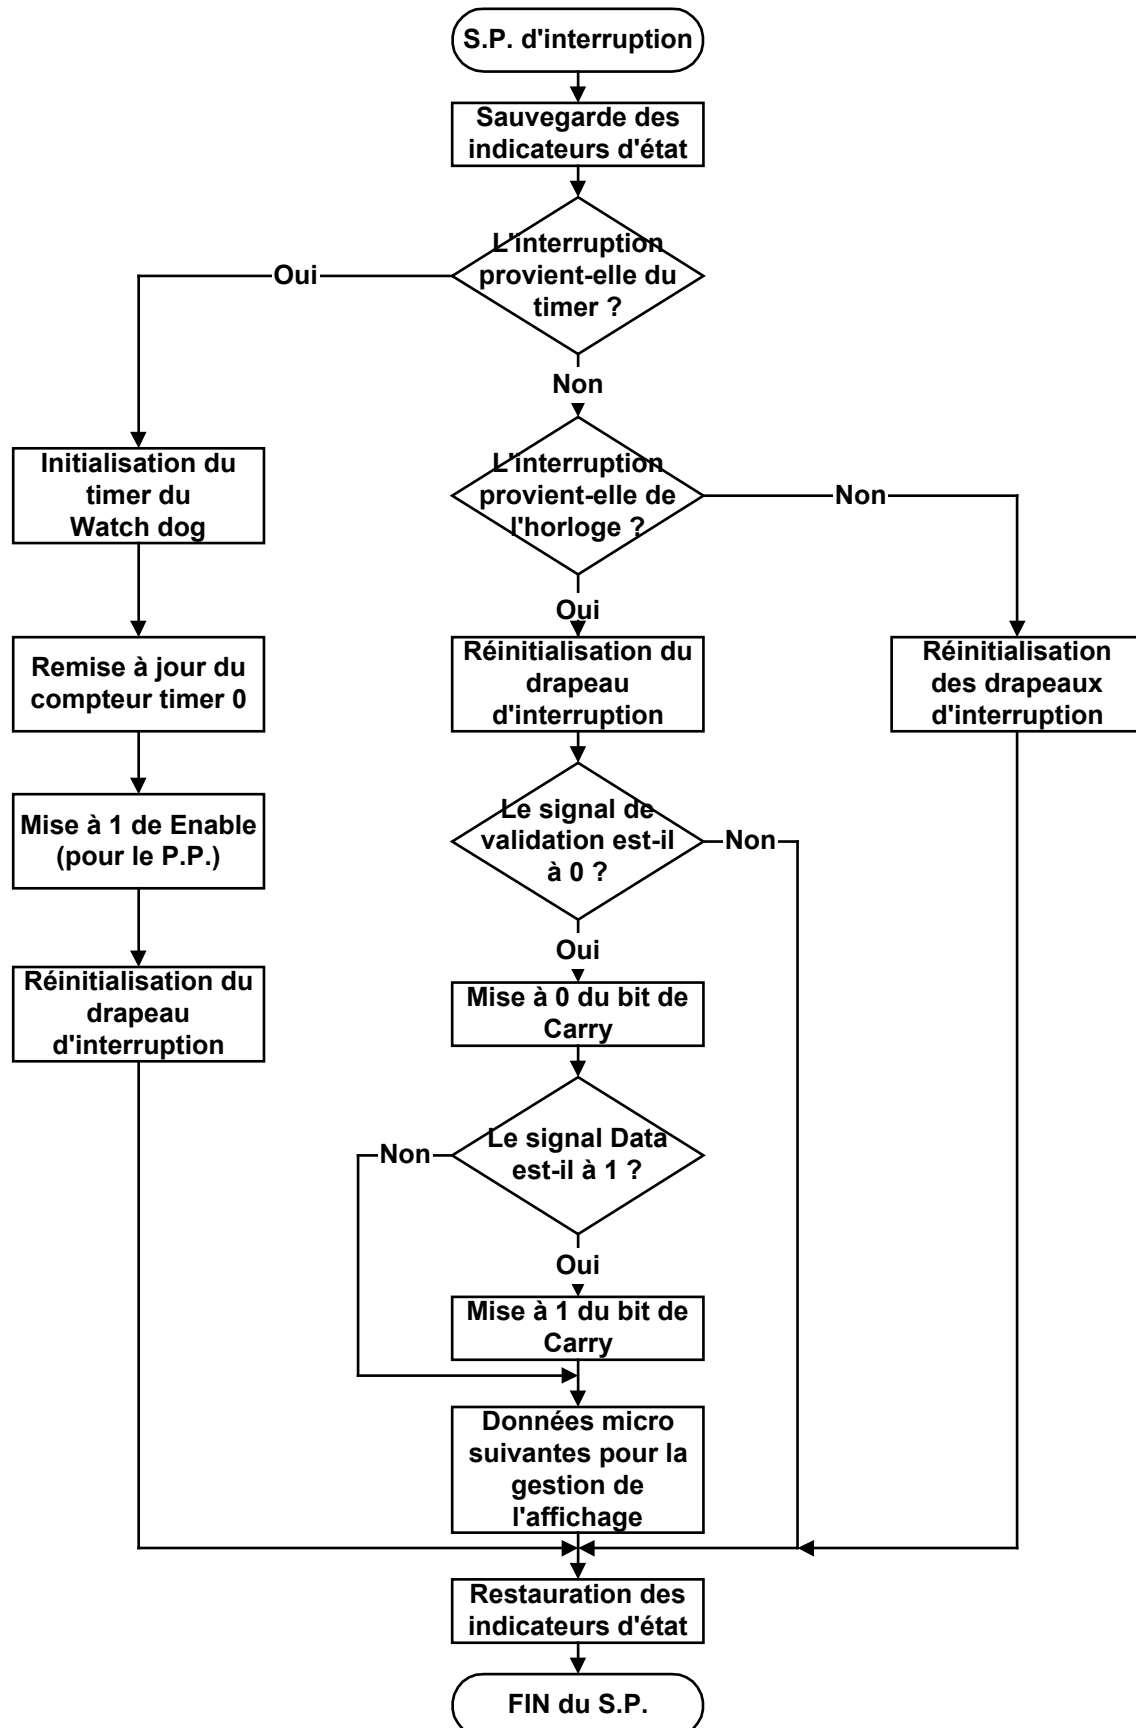 S.P. d'interruption
Sauvegarde des
indicateurs d'état
L'interruption
provient-elle du
timer ?
Oui
Non
Initialisation du
timer du
Watch dog
L'interruption
provient-elle de
l'horloge ?
Non
Oui
Remise à jour du
compteur timer 0
Réinitialisation du
drapeau
d'interruption
Réinitialisation
des drapeaux
d'interruption
Mise à 1 de Enable
(pour le P.P.)
Le signal de
validation est-il
à 0 ?
Non
Oui
Réinitialisation du
drapeau
d'interruption
Mise à 0 du bit de
Carry
Le signal Data
est-il à 1 ?
Non
Oui
Mise à 1 du bit de
Carry
Données micro
suivantes pour la
gestion de
l'affichage
Restauration des
indicateurs d'état
FIN du S.P.